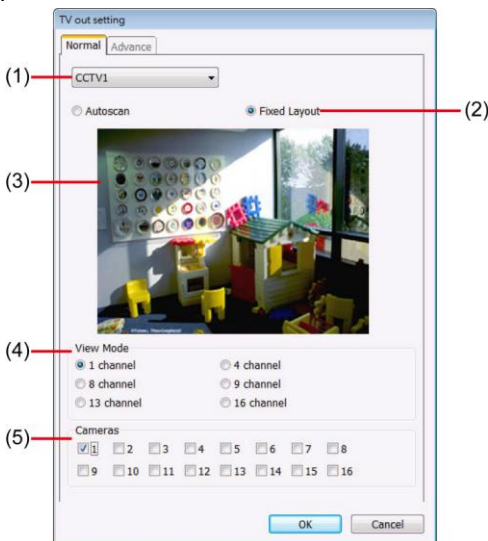 TV out setting
Normal Advance
(1) CCTV1
Autoscan Fixed Layout (2)
(3)
(4) View Mode
1 channel 4 channel
8 channel 9 channel
13 channel 16 channel
(5) Cameras
1 2 3 4 5 6 7 8
9 10 11 12 13 14 15 16
OK Cancel